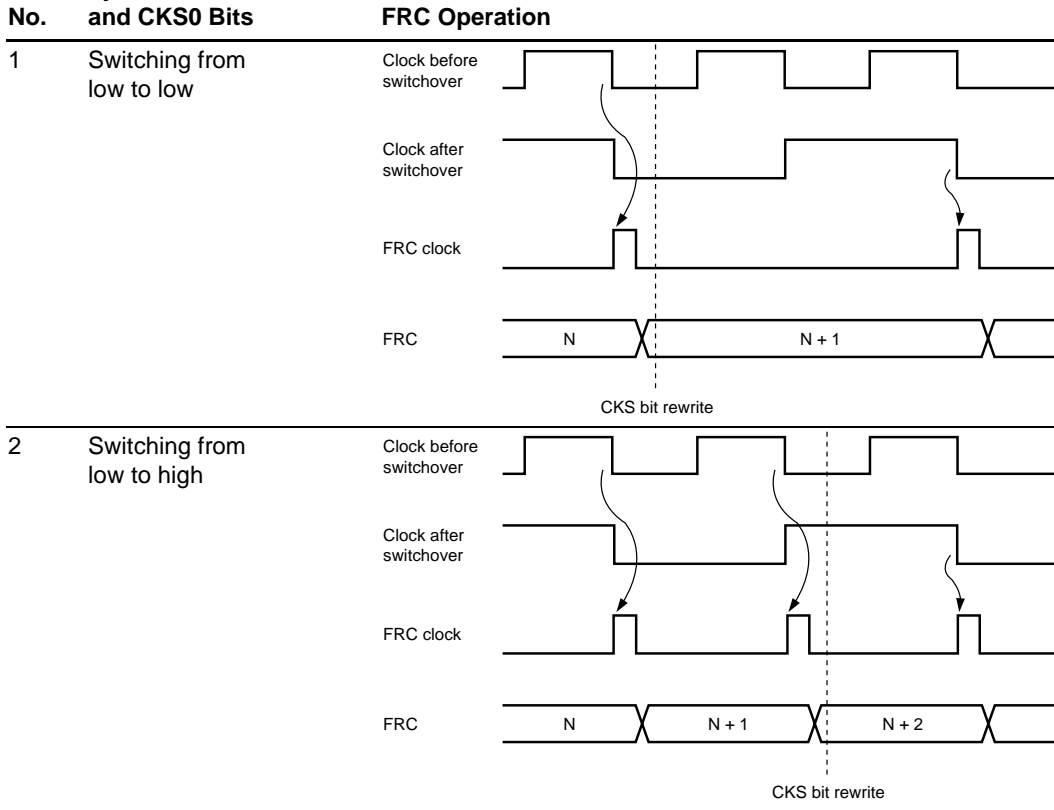 No. and CKS0 Bits FRC Operation
1 Switching from
low to low
Clock before
switchover
Clock after
switchover
FRC clock
FRC N N + 1
CKS bit rewrite
2 Switching from
low to high
Clock before
switchover
Clock after
switchover
FRC clock
FRC N N + 1 N + 2
CKS bit rewrite